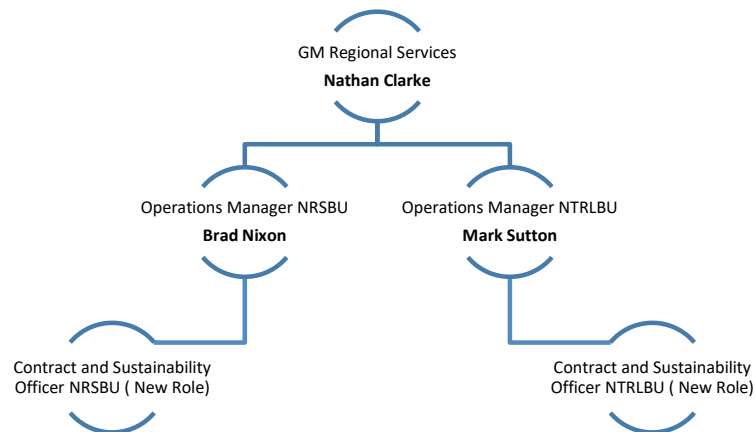 GM Regional Services
Nathan Clarke
Operations Manager NRSBU
Brad Nixon
Operations Manager NTRLBU
Mark Sutton
Contract and Sustainability
Officer NRSBU ( New Role)
Contract and Sustainability
Officer NTRLBU ( New Role)